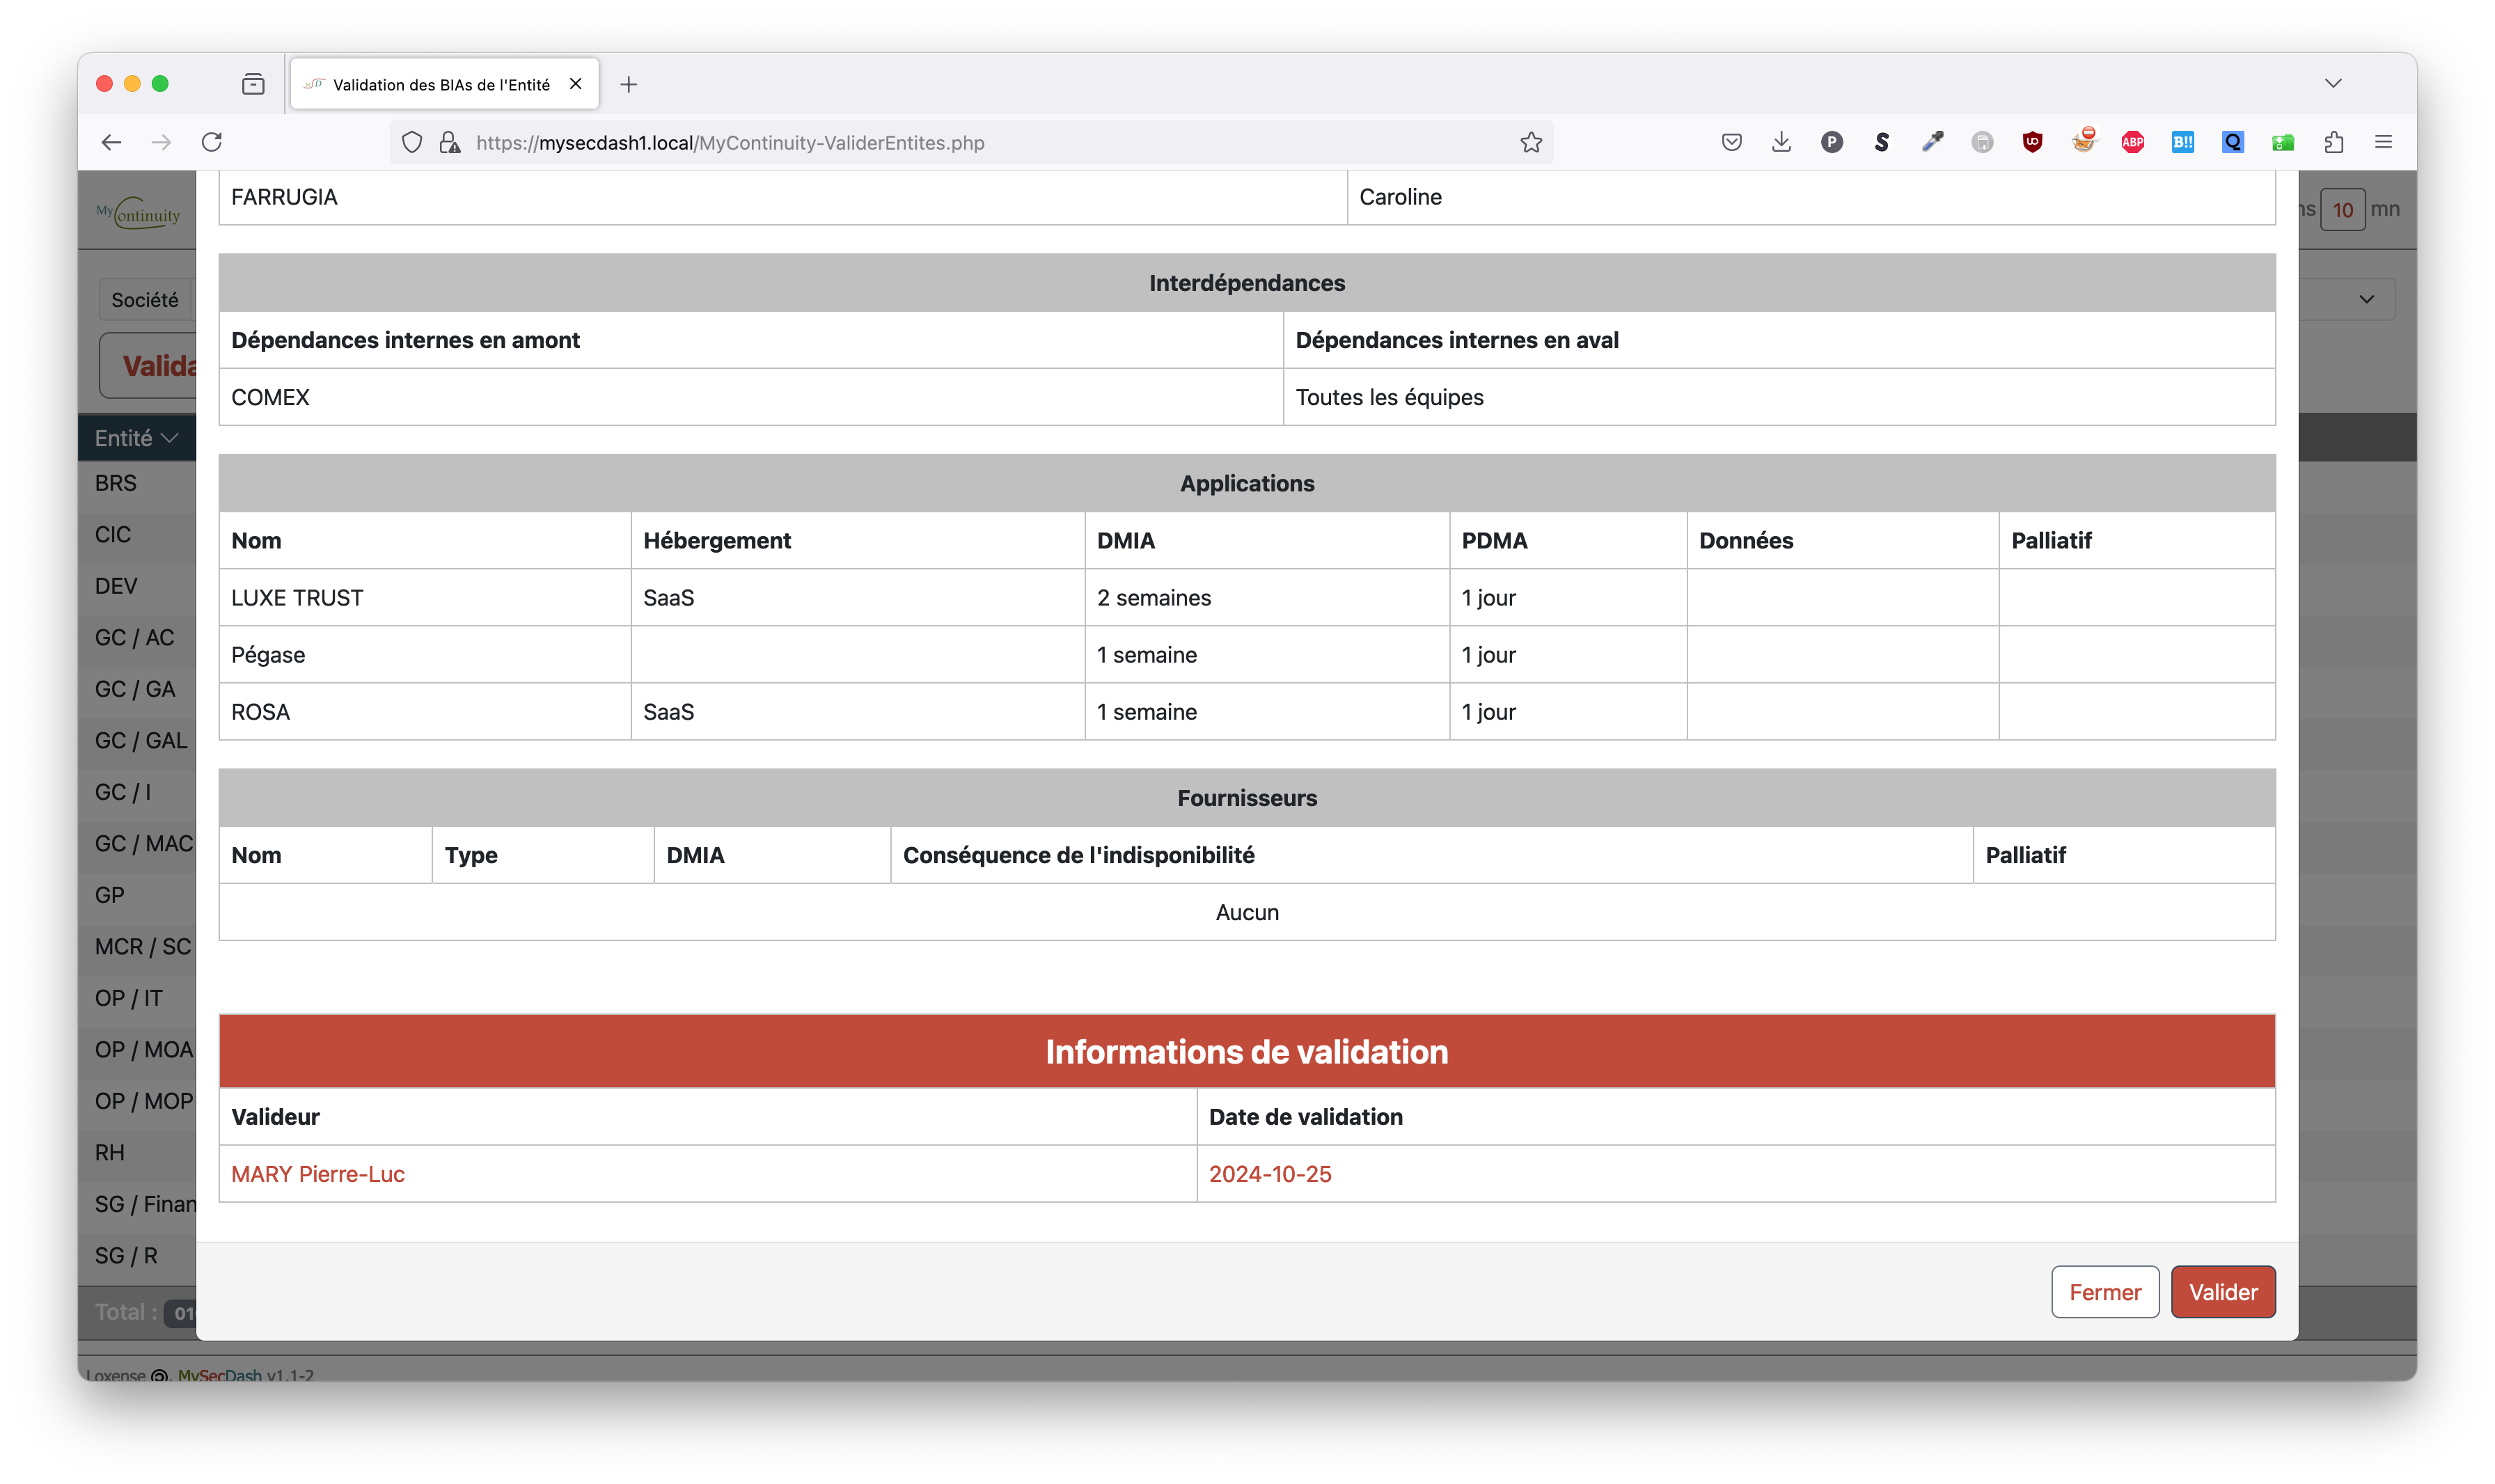 Validation des BIAs de l'Entité
https://mysecdash1.local/MyContinuity-ValiderEntites.php
MyContinuity
10 mn
FARRUGIA Caroline
Société
Interdépendances
Dépendances internes en amont Dépendances internes en aval
COMEX Toutes les équipes
Entité
BRS
CIC
DEV
GC / AC
GC / GA
GC / GAL
GC / I
GC / MAC
GP
MCR / SC
OP / IT
OP / MOA
OP / MOP
RH
SG / Finan
SG / R
Total :
Applications
Nom Hébergement DMIA PDMA Données Palliatif
LUXE TRUST SaaS 2 semaines 1 jour
Pégase 1 semaine 1 jour
ROSA SaaS 1 semaine 1 jour
Fournisseurs
Nom Type DMIA Conséquence de l'indisponibilité Palliatif
Aucun
Informations de validation
Valideur Date de validation
MARY Pierre-Luc 2024-10-25
Fermer Valider
Loxense MySecDash v1.1-2